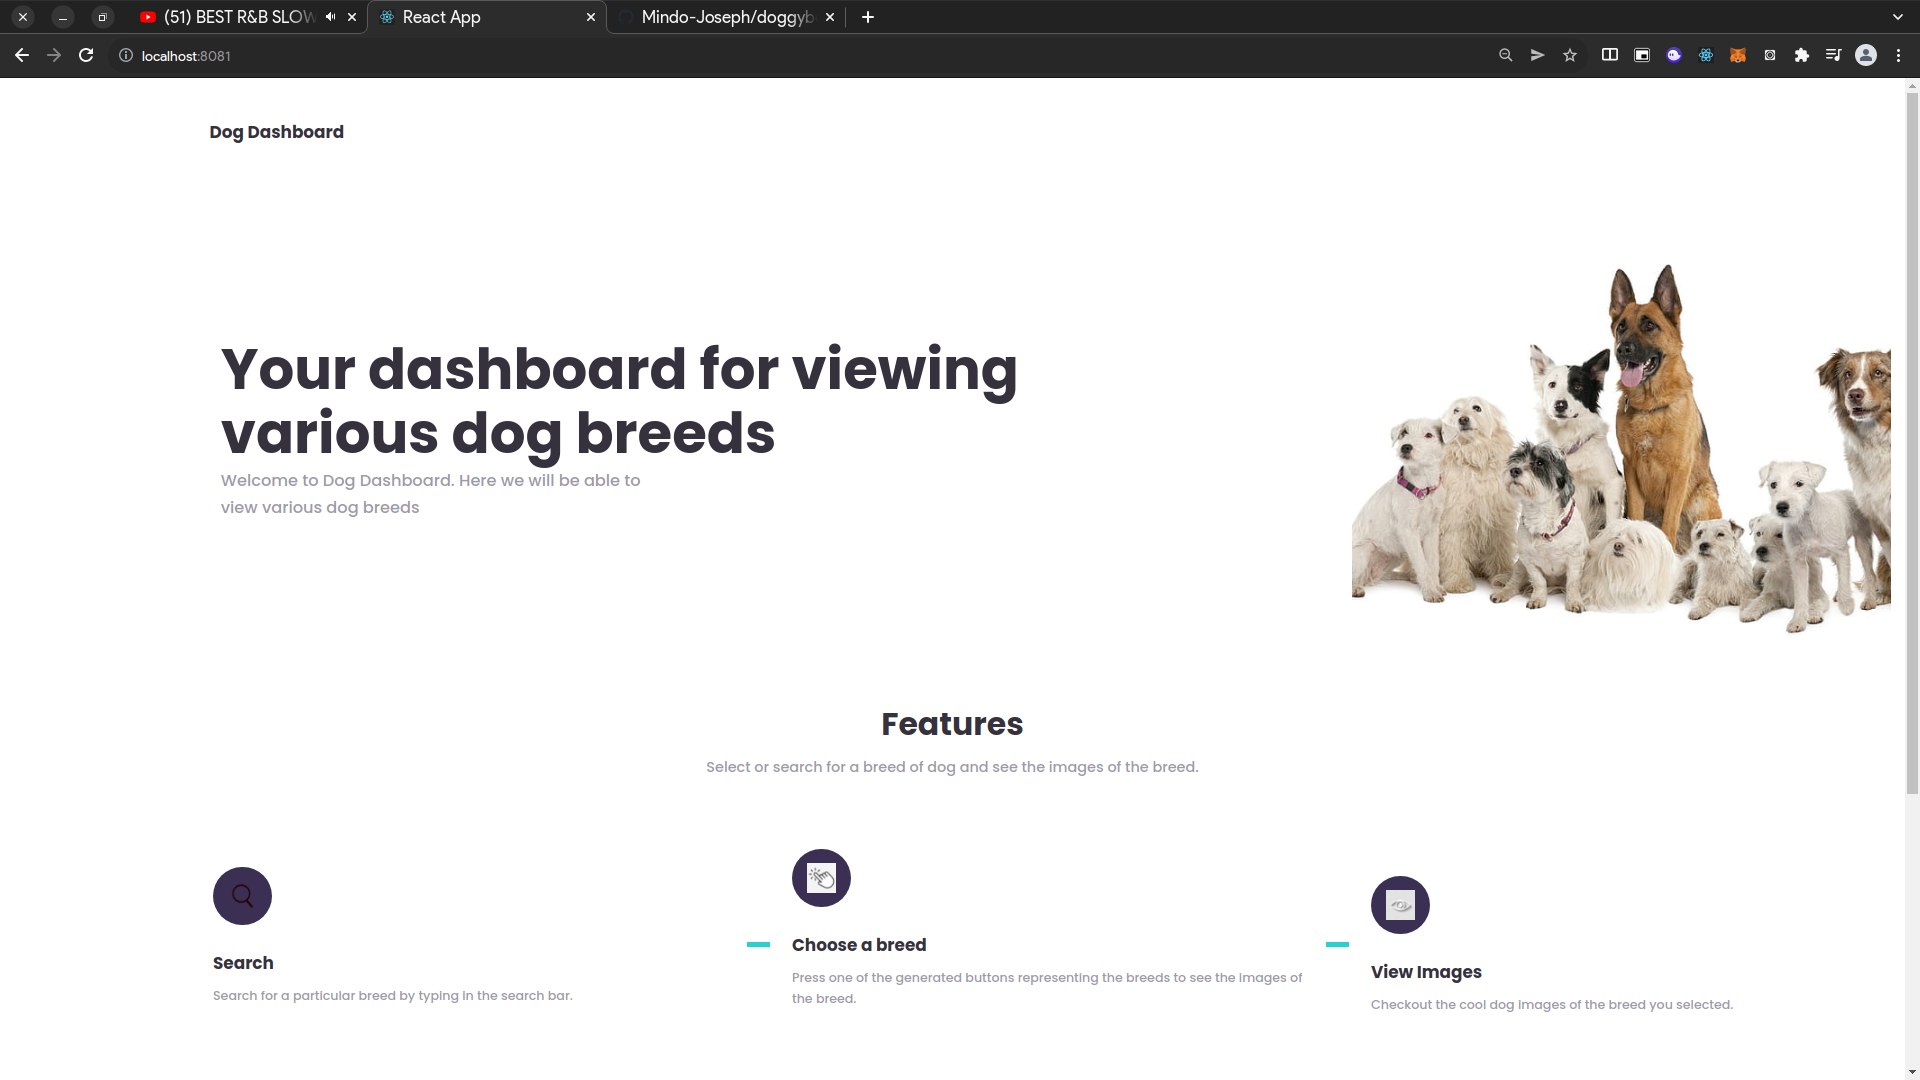 (51) BEST R&B SLOW
React App
Mindo-Joseph/doggyb
localhost:8081
Dog Dashboard
Your dashboard for viewing
various dog breeds
Welcome to Dog Dashboard. Here we will be able to
view various dog breeds
Features
Select or search for a breed of dog and see the images of the breed.
Search
Search for a particular breed by typing in the search bar.
Choose a breed
Press one of the generated buttons representing the breeds to see the images of
the breed.
View Images
Checkout the cool dog images of the breed you selected.